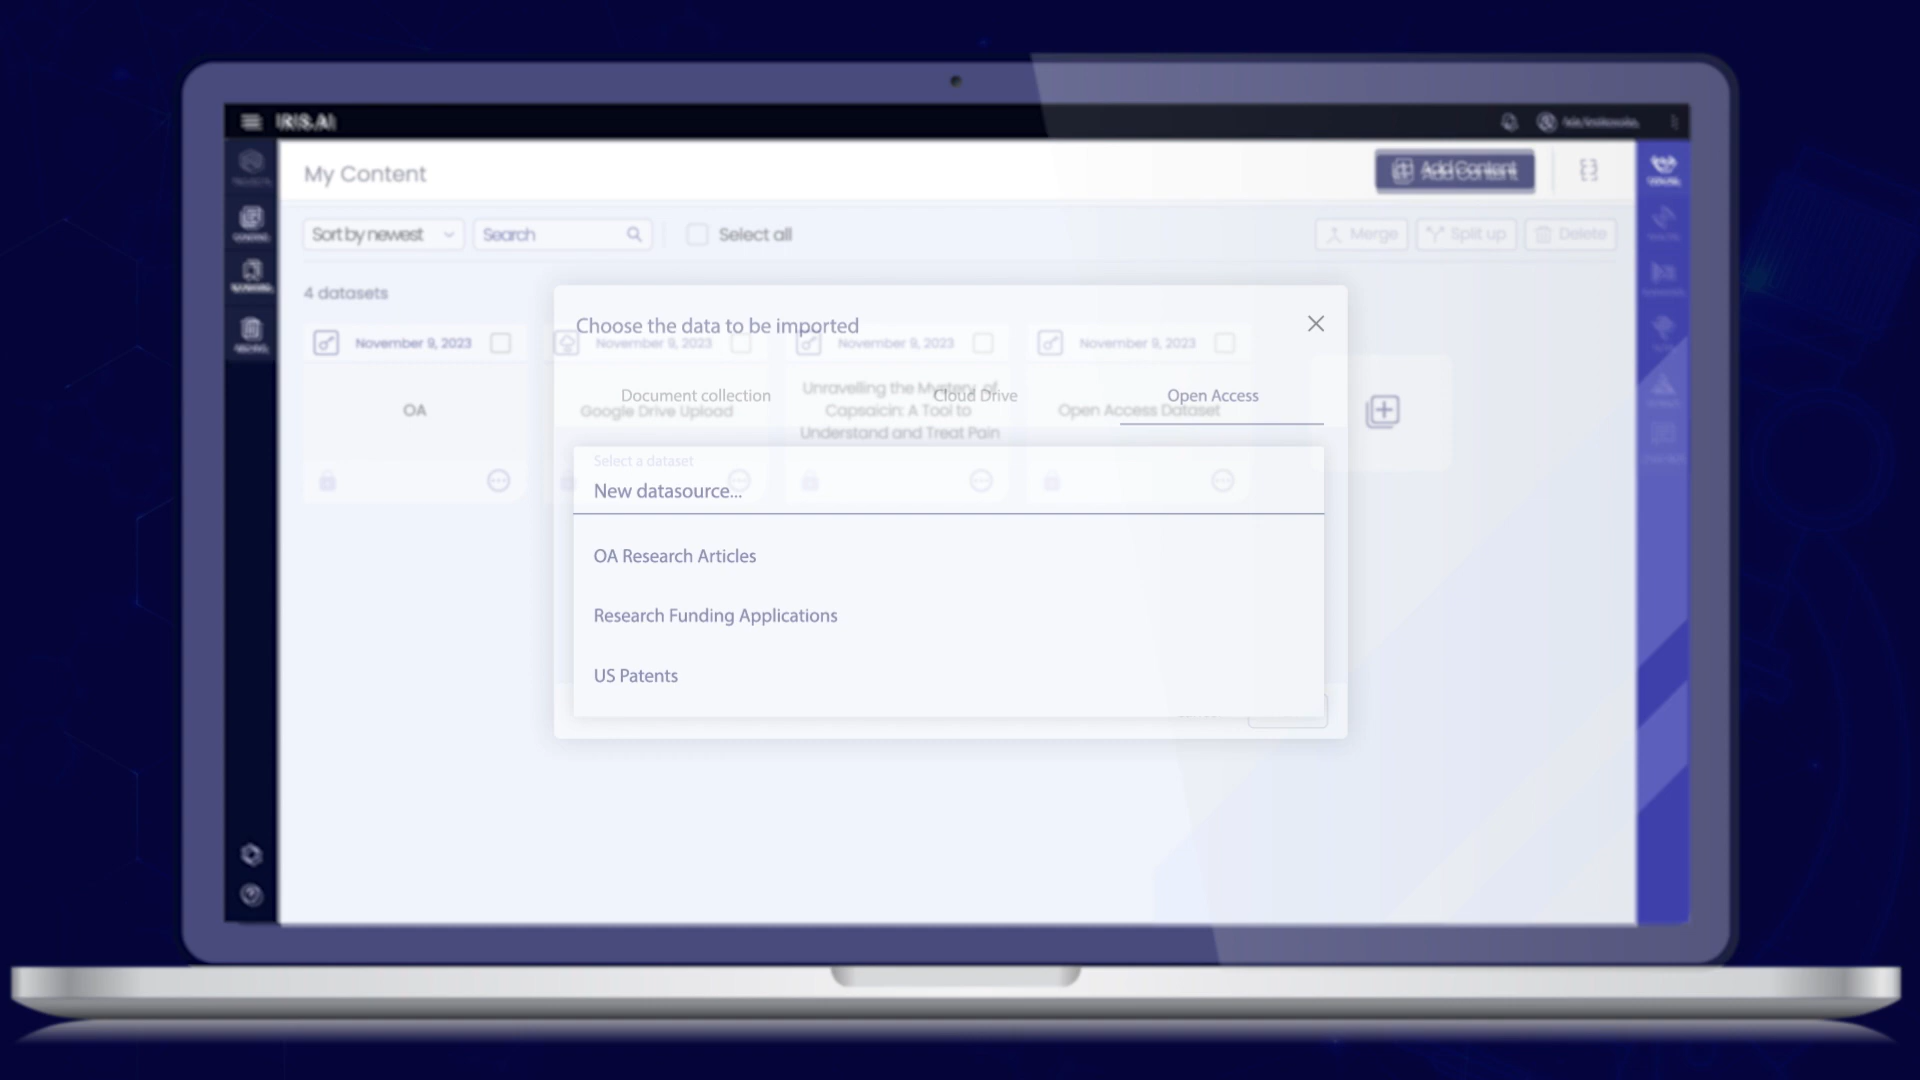 IRIS.AI
My Content
Add Content
Sort by newest
Search
Select all
Merge
Split up
Delete
4 datasets
Choose the data to be imported
November 9, 2023
November 9, 2023
November 9, 2023
November 9, 2023
Document collection
Cloud Drive
Open Access
OA
Google Drive Upload
Unravelling the Mystery of
Capsaicin: A Tool to
Understand and Treat Pain
Open Access Dataset
Select a dataset
New datasource...
OA Research Articles
Research Funding Applications
US Patents